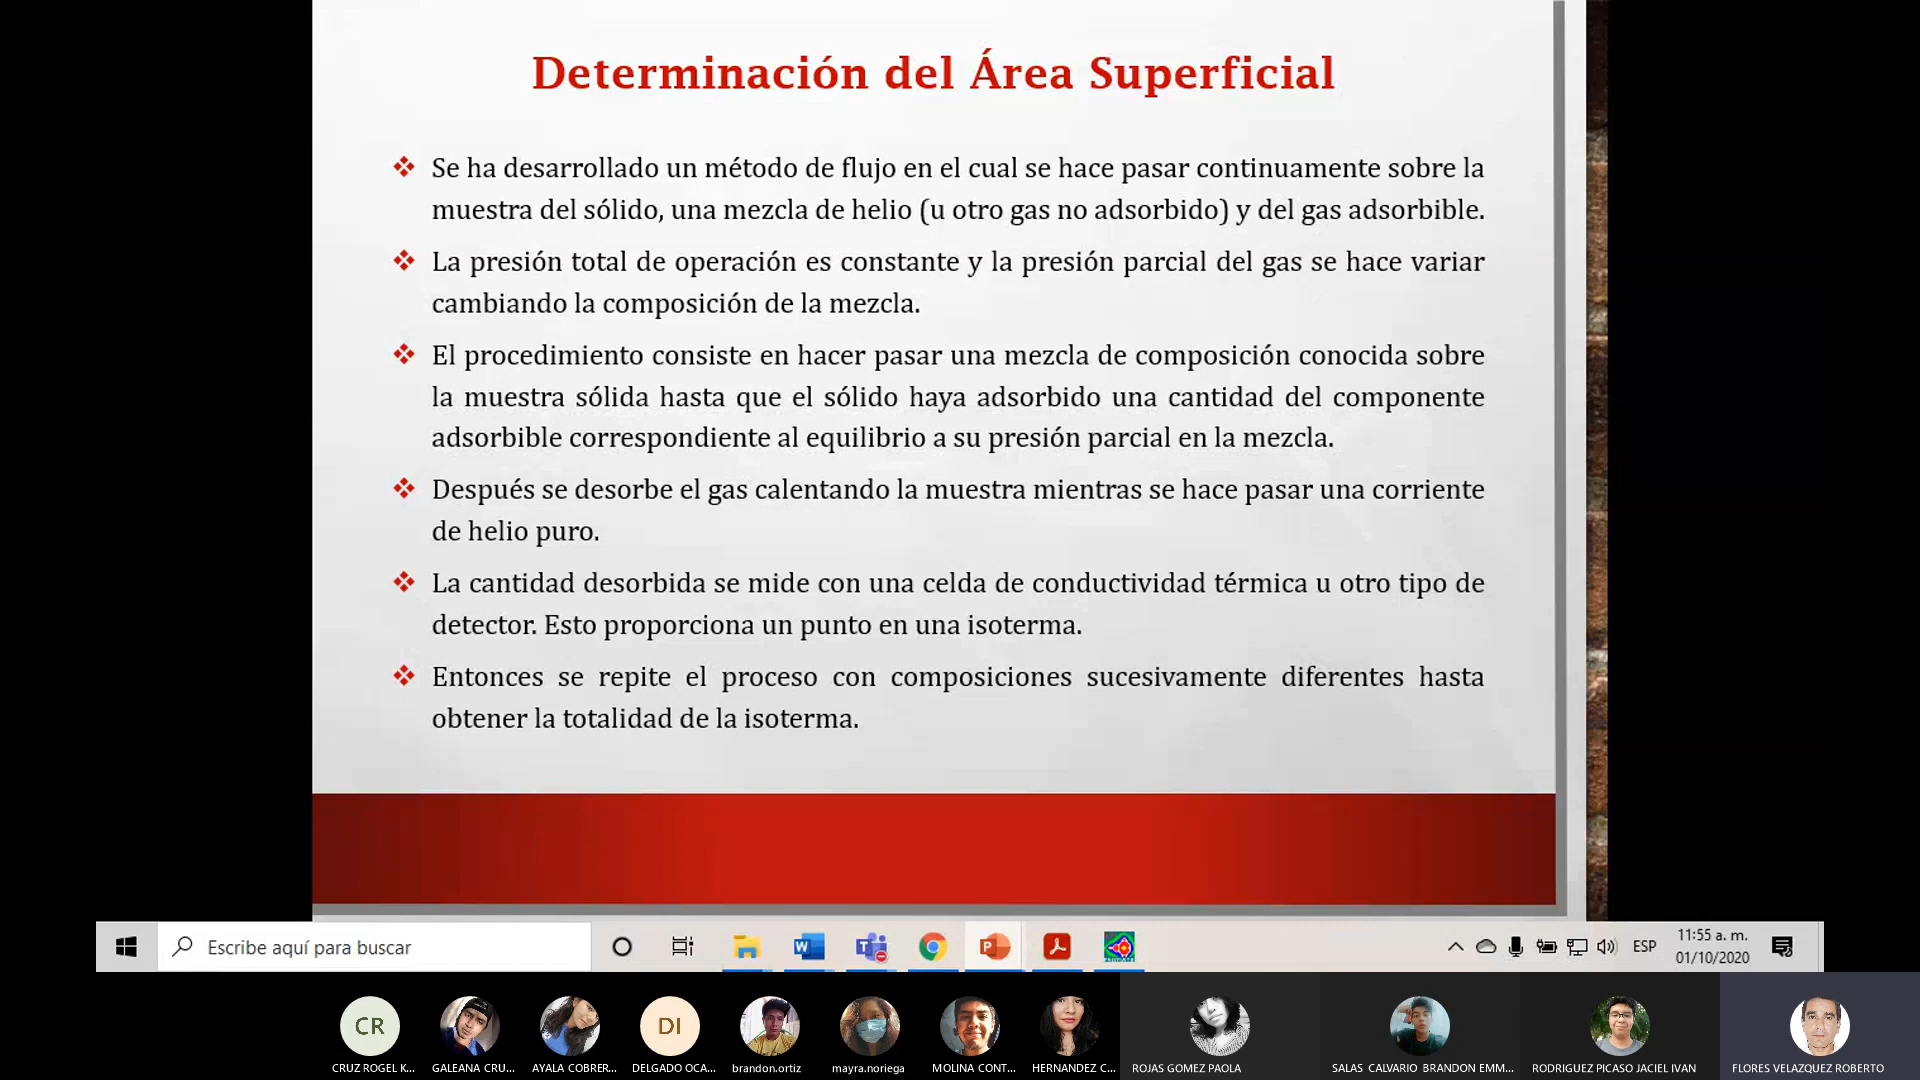 Determinación del Área Superficial
Se ha desarrollado un método de flujo en el cual se hace pasar continuamente sobre la
muestra del sólido, una mezcla de helio (u otro gas no adsorbido) y del gas adsorbible.
La presión total de operación es constante y la presión parcial del gas se hace variar
cambiando la composición de la mezcla.
El procedimiento consiste en hacer pasar una mezcla de composición conocida sobre
la muestra sólida hasta que el sólido haya adsorbido una cantidad del componente
adsorbible correspondiente al equilibrio a su presión parcial en la mezcla.
Después se desorbe el gas calentando la muestra mientras se hace pasar una corriente
de helio puro.
La cantidad desorbida se mide con una celda de conductividad térmica u otro tipo de
detector. Esto proporciona un punto en una isoterma.
Entonces se repite el proceso con composiciones sucesivamente diferentes hasta
obtener la totalidad de la isoterma.
Escribe aquí para buscar
ESP
11:55 a. m.
01/10/2020
CR
DI
CRUZ ROGEL K...
GALEANA CRU...
AYALA COBRER...
DELGADO OCA...
brandon.ortiz
mayra.noriega
MOLINA CONT...
HERNANDEZ C...
ROJAS GOMEZ PAOLA
SALAS CALVARIO BRANDON EMM...
RODRIGUEZ PICASO JACIEL IVAN
FLORES VELAZQUEZ ROBERTO